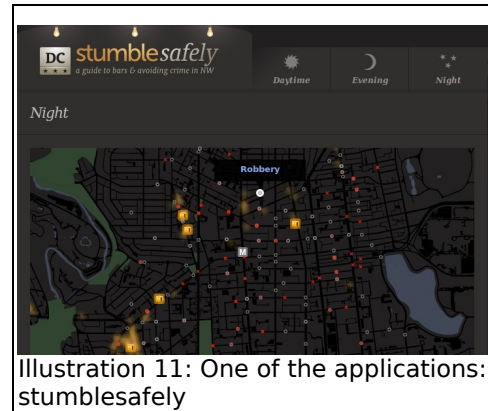 DC stumblesafely
a guide to bars & avoiding crime in NW
Daytime Evening Night
Night
Robbery
M
Illustration 11: One of the applications:
stumblesafely